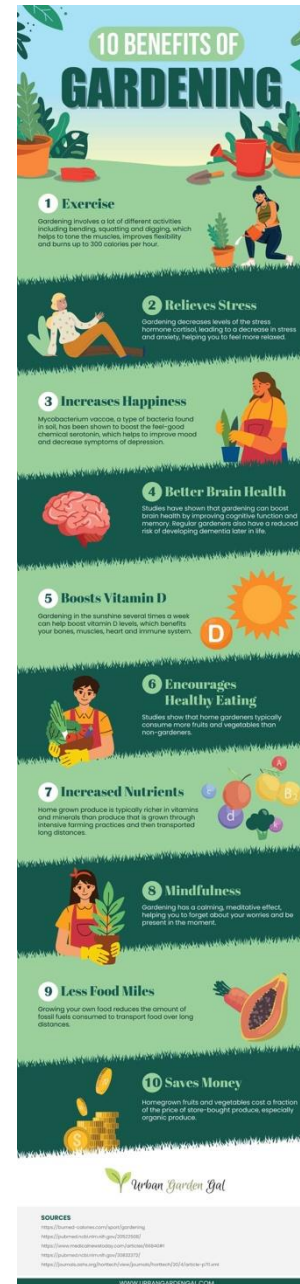 10 BENEFITS OF
GARDENING
1 Exercise
Gardening involves a lot of different activities
including bending, squatting and digging, which
helps to tone the muscles, improves flexibility
and burns up to 300 calories per hour.
2 Relieves Stress
Gardening decreases levels of the stress
hormone cortisol, leading to a decrease in stress
and anxiety, helping you to feel more relaxed.
3 Increases Happiness
Mycobacterium vaccae, a type of bacteria found
in soil, has been shown to boost the feel-good
chemical serotonin, which helps to improve mood
and decrease symptoms of depression.
4 Better Brain Health
Studies have shown that gardening can boost
brain health by improving cognitive function and
memory. Regular gardeners also have a reduced
risk of developing dementia later in life.
5 Boosts Vitamin D
Gardening in the sunshine several times a week
can help boost vitamin D levels, which benefits
your bones, muscles, heart and immune system.
D
6 Encourages
Healthy Eating
Studies show that home gardeners typically
consume more fruits and vegetables than
non-gardeners.
7 Increased Nutrients
Home grown produce is typically richer in vitamins
and minerals than produce that is grown through
intensive farming practices and then transported
long distances.
8 Mindfulness
Gardening has a calming, meditative effect,
helping you to forget about your worries and be
present in the moment.
9 Less Food Miles
Growing your own food reduces the amount of
fossil fuels consumed to transport food over long
distances.
10 Saves Money
Homegrown fruits and vegetables cost a fraction
of the price of store-bought produce, especially
organic produce.
Urban Garden Gal
SOURCES
WWW.URBANGARDENGAL.COM